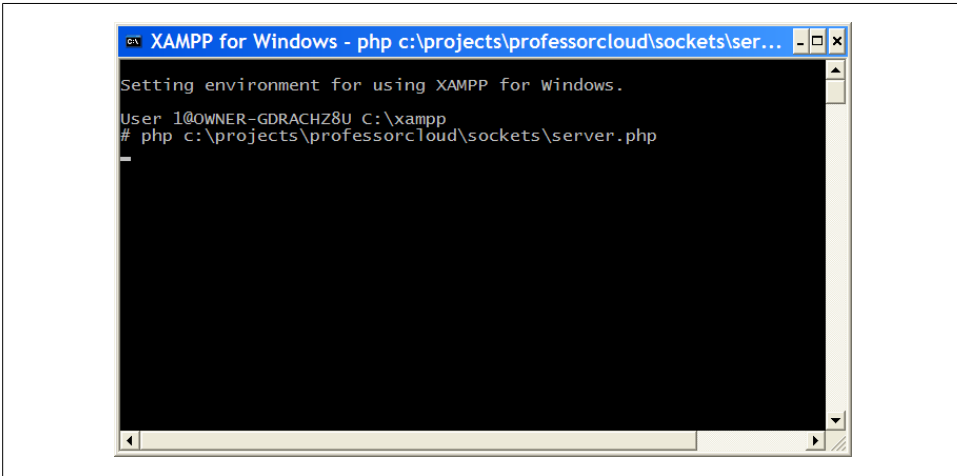 XAMPP for Windows - php c:\projects\professorcloud\sockets\ser...
Setting environment for using XAMPP for Windows.
User 1@OWNER-GDRACHZ8U C:\xampp
# php c:\projects\professorcloud\sockets\server.php